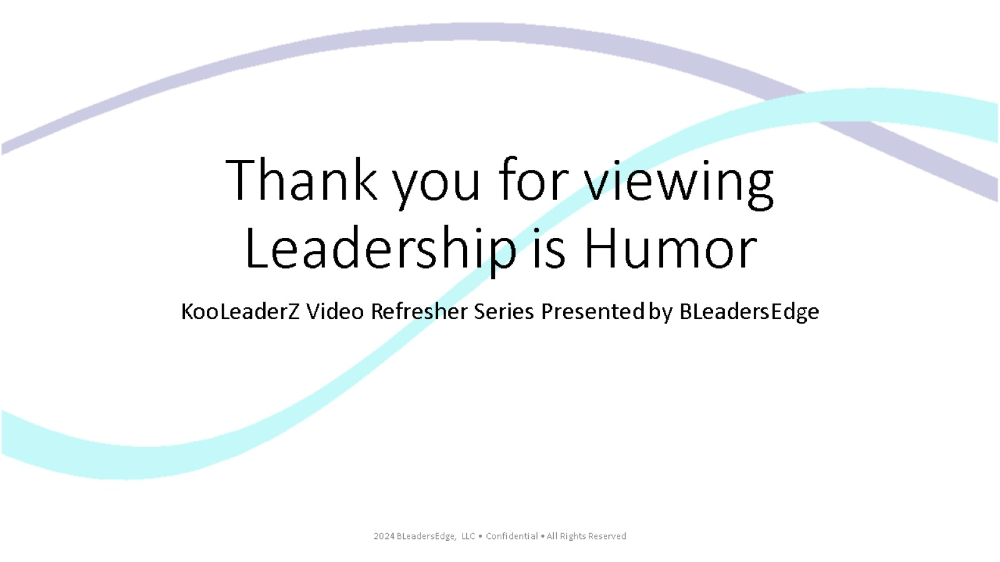 Thank you for viewing
Leadership is Humor
KooLeaderZ Video Refresher Series Presented by BLeadersEdge
2024 BLeadersEdge, LLC • Confidential • All Rights Reserved